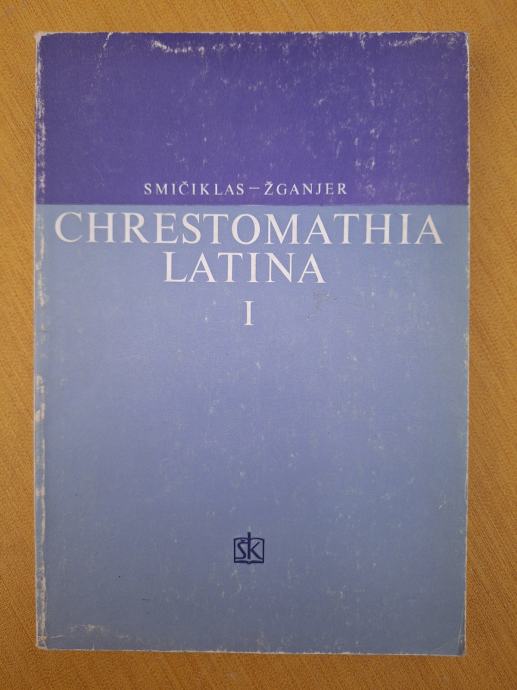 SMIČIKLAS – ŽGANJER
CHRESTOMATHIA
LATINA
I
ŠK